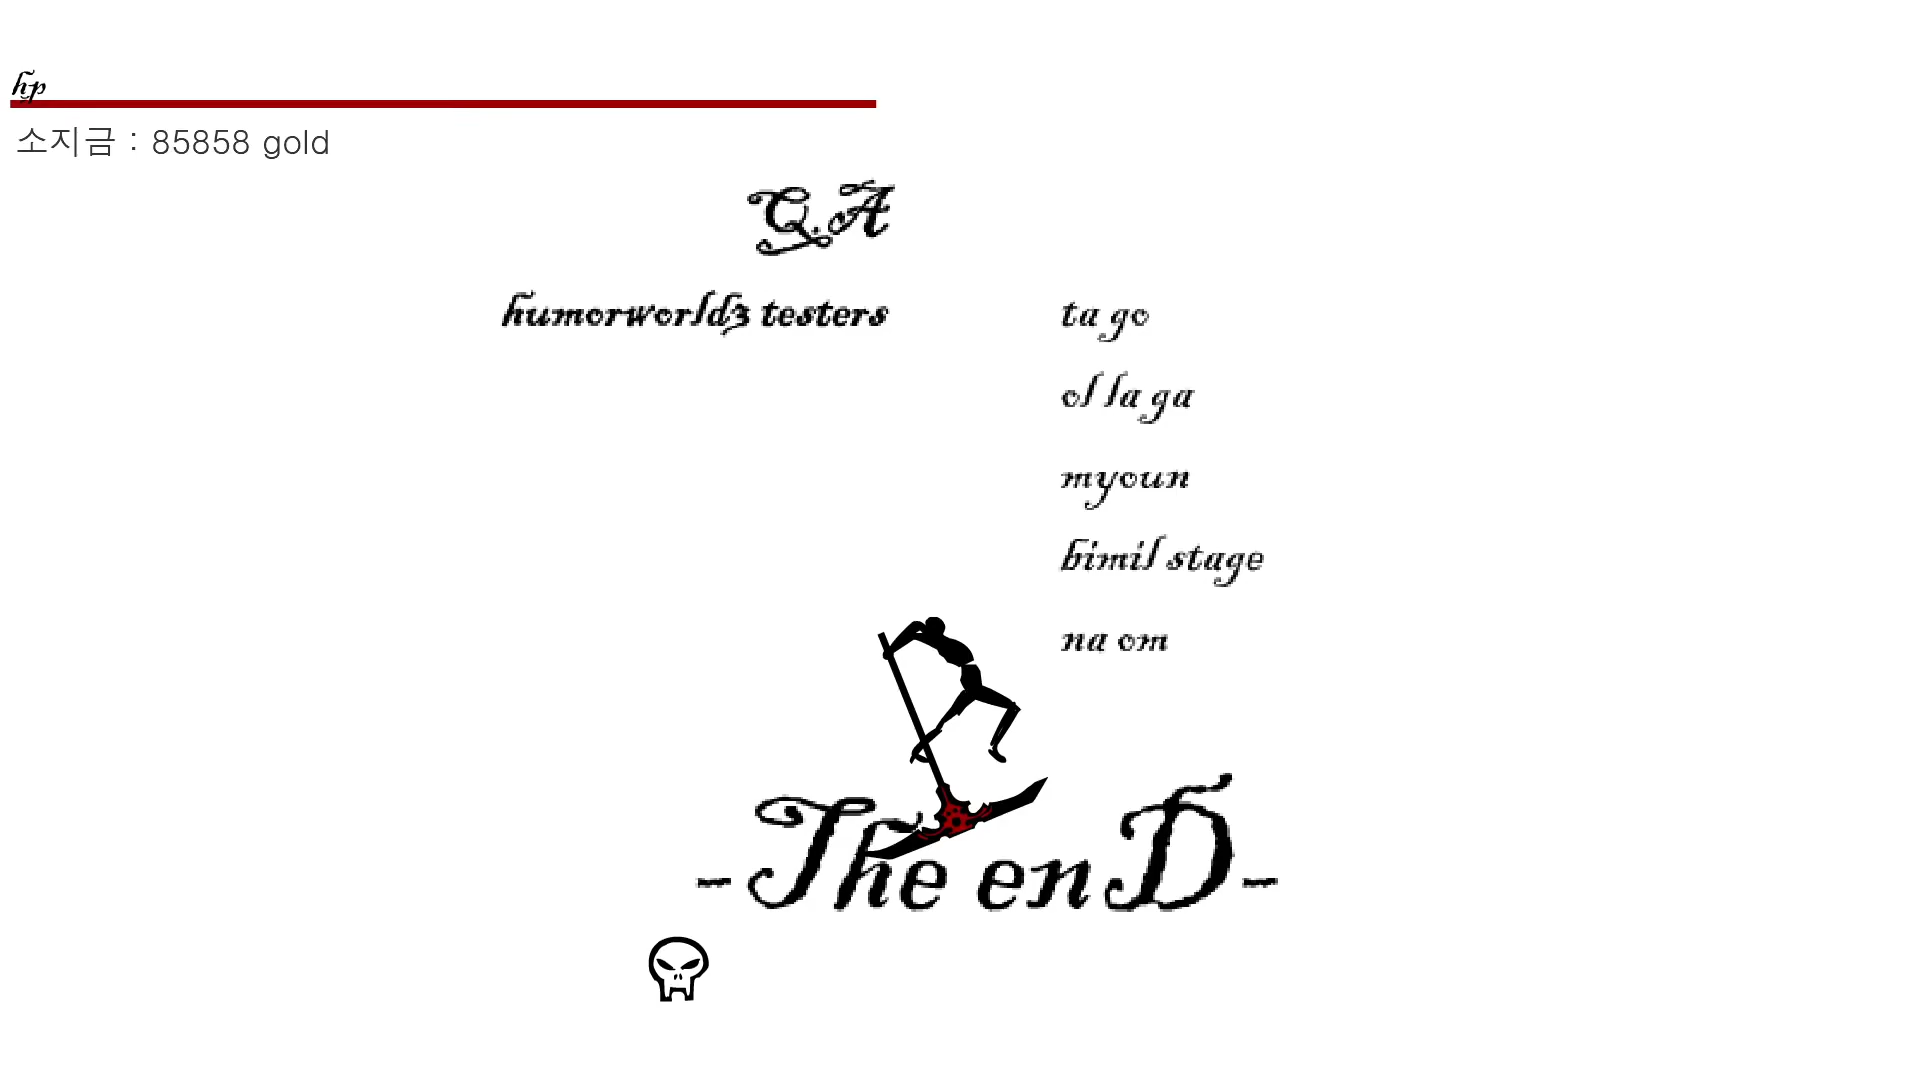 hp
소지금 : 85858 gold
Q.A
humorworld3 testers
ta go
ol la ga
myoun
bimil stage
na om
-The enD-